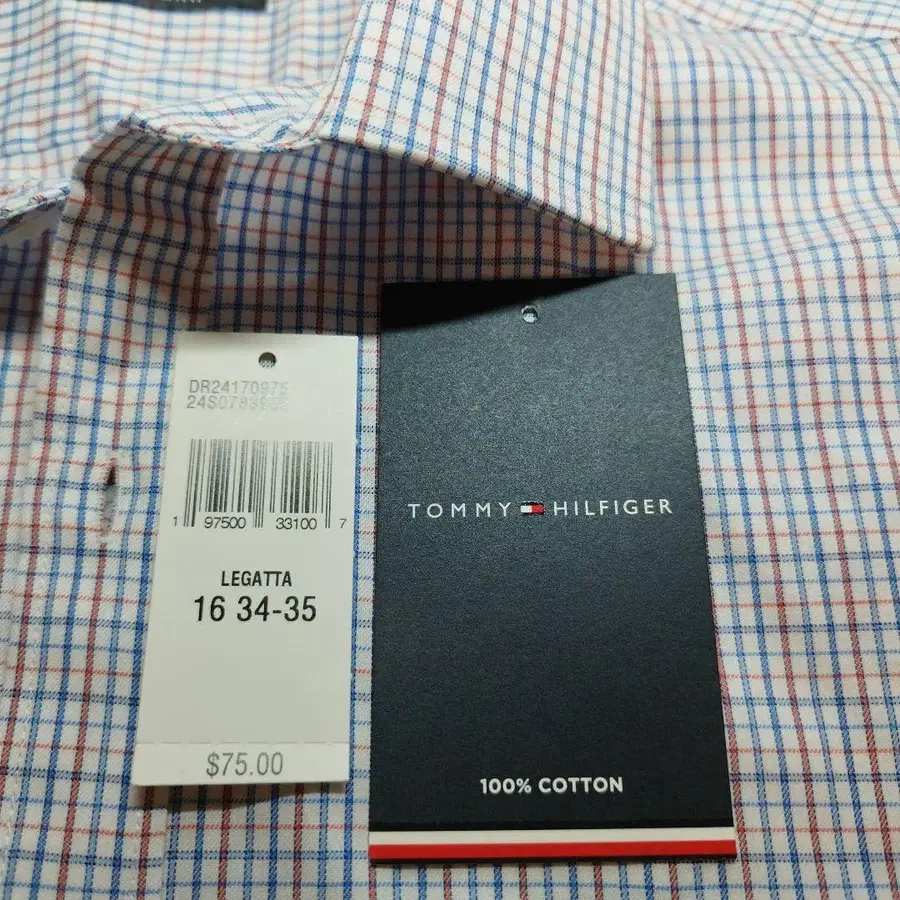 DR24170975
1 97500 33100 7
LEGATTA
16 34-35
$75.00
TOMMY HILFIGER
100% COTTON